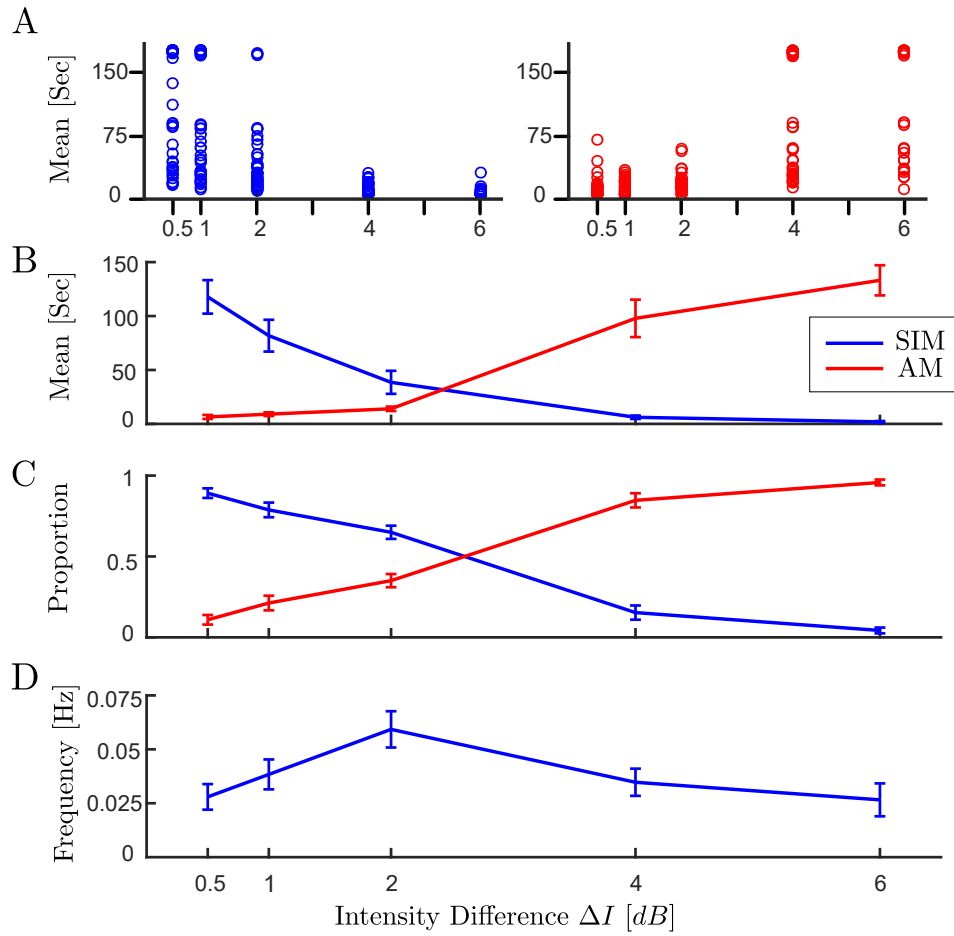 A
Mean [Sec]
150
75
0
0.5 1 2 4 6
150
75
0
0.5 1 2 4 6
B
Mean [Sec]
150
100
50
0
SIM
AM
C
Proportion
1
0.5
0
D
Frequency [Hz]
0.075
0.05
0.025
0
0.5 1 2 4 6
Intensity Difference ΔI [dB]